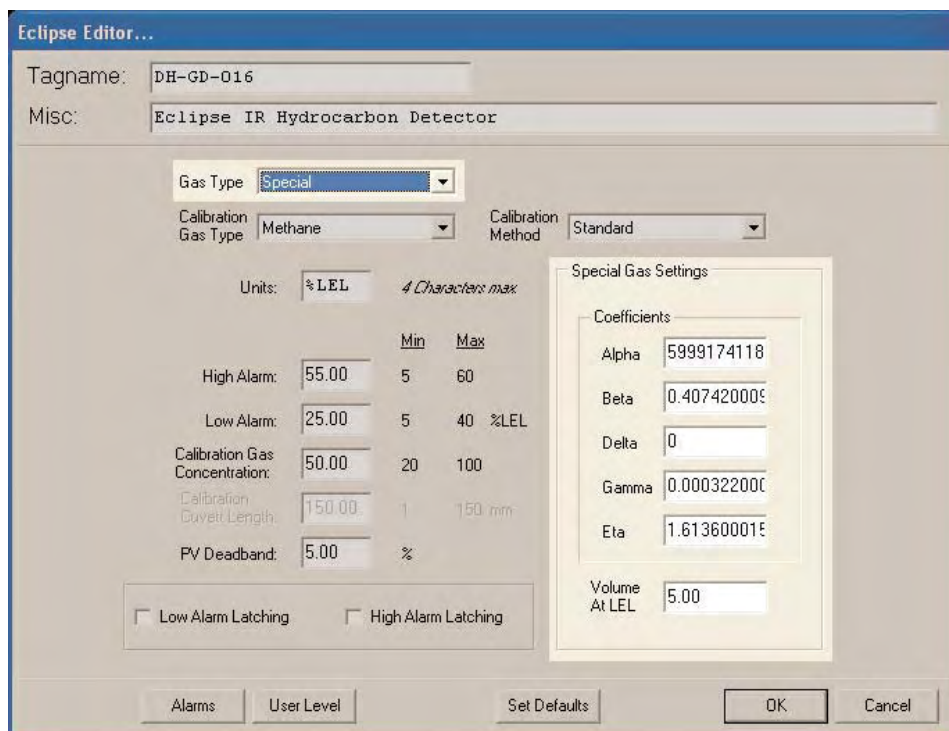 Eclipse Editor...
Tagname: DH-GD-016
Misc: Eclipse IR Hydrocarbon Detector
Gas Type Special
Calibration Gas Type Methane
Calibration Method Standard
Units: %LEL 4 Characters max
Min Max
High Alarm: 55.00 5 60
Low Alarm: 25.00 5 40 %LEL
Calibration Gas Concentration: 50.00 20 100
Calibration Cuvett Length: 150.00 1 150 mm
PV Deadband: 5.00 %
Low Alarm Latching High Alarm Latching
Special Gas Settings
Coefficients
Alpha 5999174118
Beta 0.407420009
Delta 0
Gamma 0.000322000
Eta 1.613600015
Volume At LEL 5.00
Alarms User Level Set Defaults OK Cancel